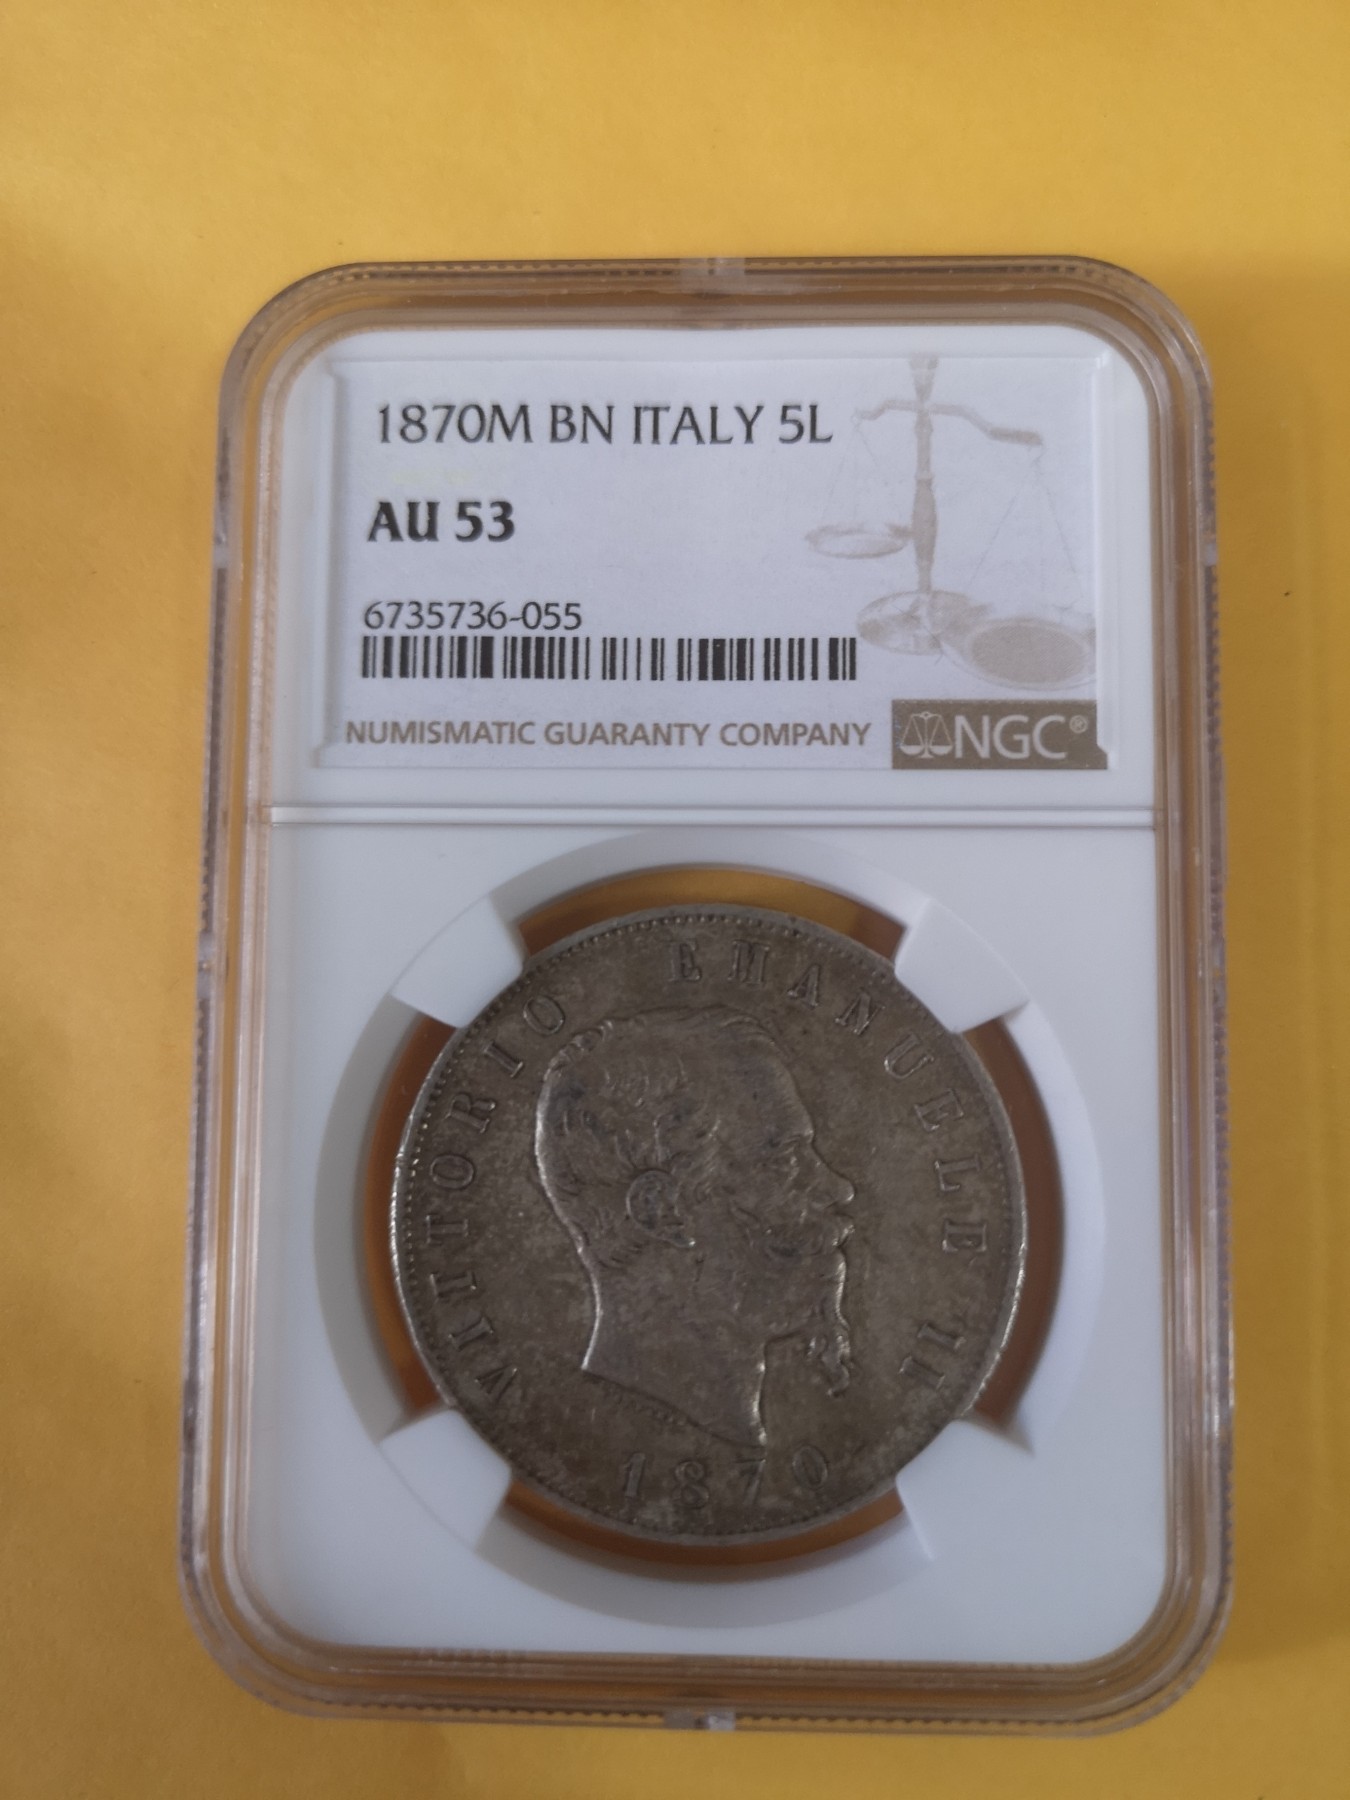 1870M BN ITALY 5L
AU 53
6735736-055
NUMISMATIC GUARANTY COMPANY
NGC®
VITTORIO EMANUELE II
1870